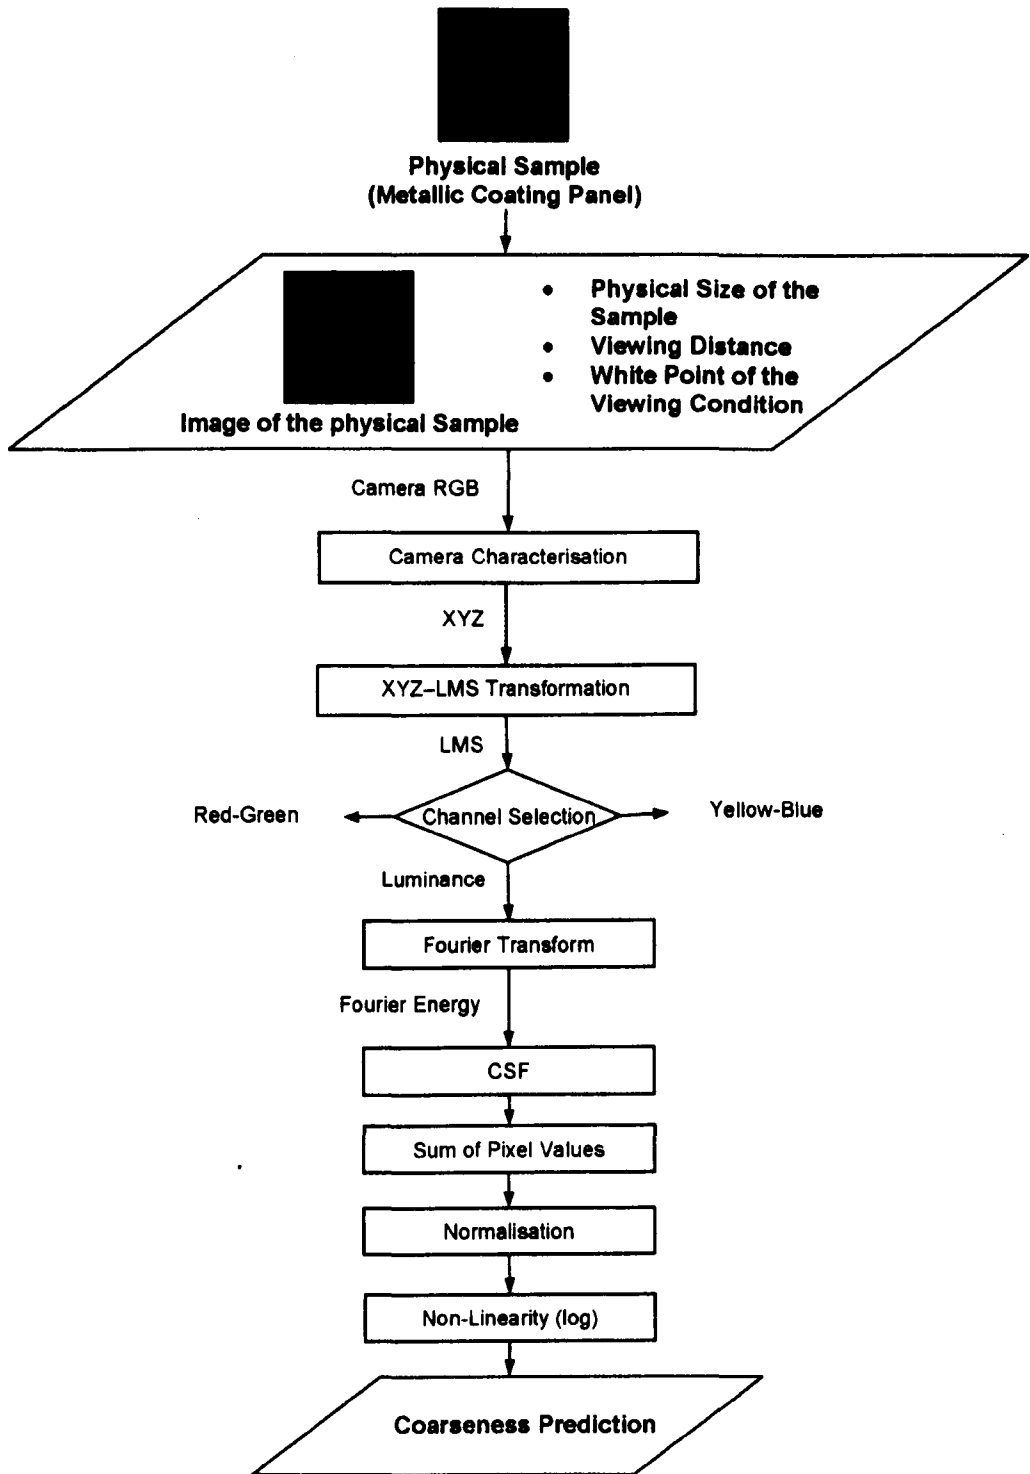 Physical Sample
(Metallic Coating Panel)
Image of the physical Sample
• Physical Size of the
Sample
• Viewing Distance
• White Point of the
Viewing Condition
Camera RGB
Camera Characterisation
XYZ
XYZ–LMS Transformation
LMS
Red-Green
Channel Selection
Yellow-Blue
Luminance
Fourier Transform
Fourier Energy
CSF
Sum of Pixel Values
Normalisation
Non-Linearity (log)
Coarseness Prediction